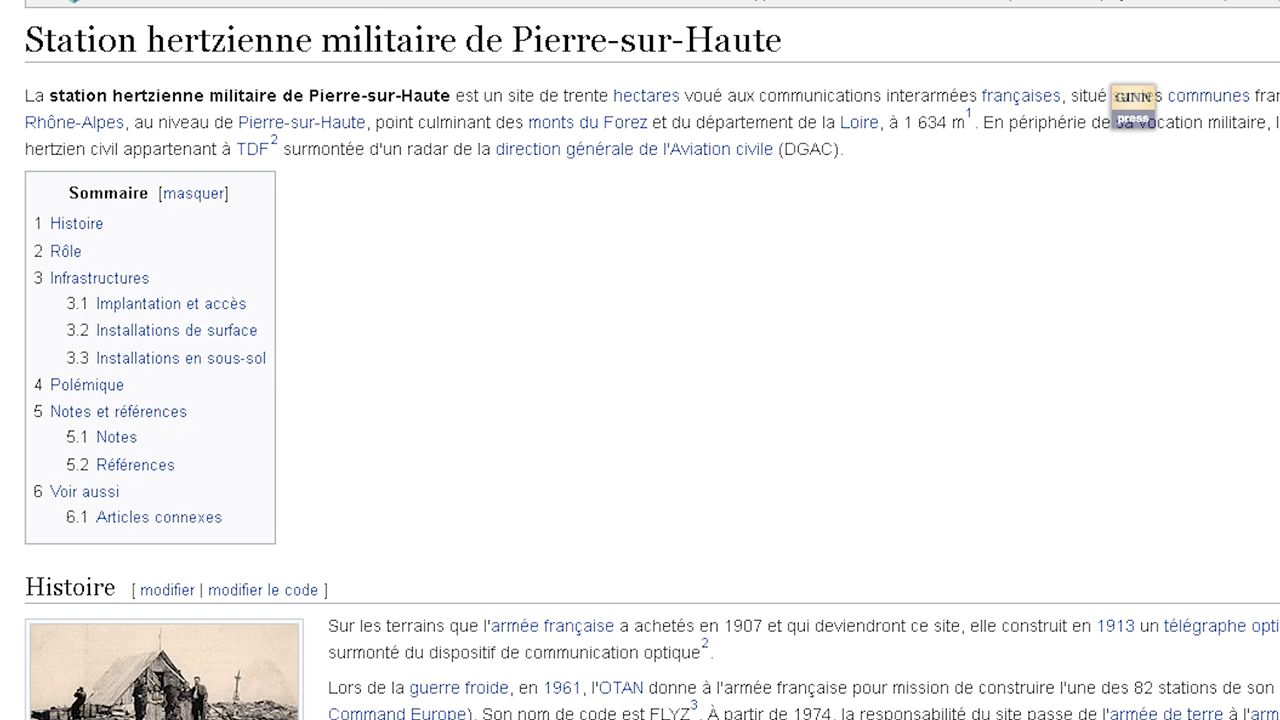 Station hertzienne militaire de Pierre-sur-Haute
La station hertzienne militaire de Pierre-sur-Haute est un site de trente hectares voué aux communications interarmées françaises, situé communes
Rhône-Alpes, au niveau de Pierre-sur-Haute, point culminant des monts du Forez et du département de la Loire, à 1 634 m1. En périphérie de sa vocation militaire,
hertzien civil appartenant à TDF2 surmontée d'un radar de la direction générale de l'Aviation civile (DGAC).
GINN
press
Sommaire [masquer]
1 Histoire
2 Rôle
3 Infrastructures
3.1 Implantation et accès
3.2 Installations de surface
3.3 Installations en sous-sol
4 Polémique
5 Notes et références
5.1 Notes
5.2 Références
6 Voir aussi
6.1 Articles connexes
Histoire [ modifier | modifier le code ]
Sur les terrains que l'armée française a achetés en 1907 et qui deviendront ce site, elle construit en 1913 un télégraphe opti
surmonté du dispositif de communication optique2.
Lors de la guerre froide, en 1961, l'OTAN donne à l'armée française pour mission de construire l'une des 82 stations de son
Command Europe). Son nom de code est FLYZ3. À partir de 1974, la responsabilité du site passe de l'armée de terre à l'arm